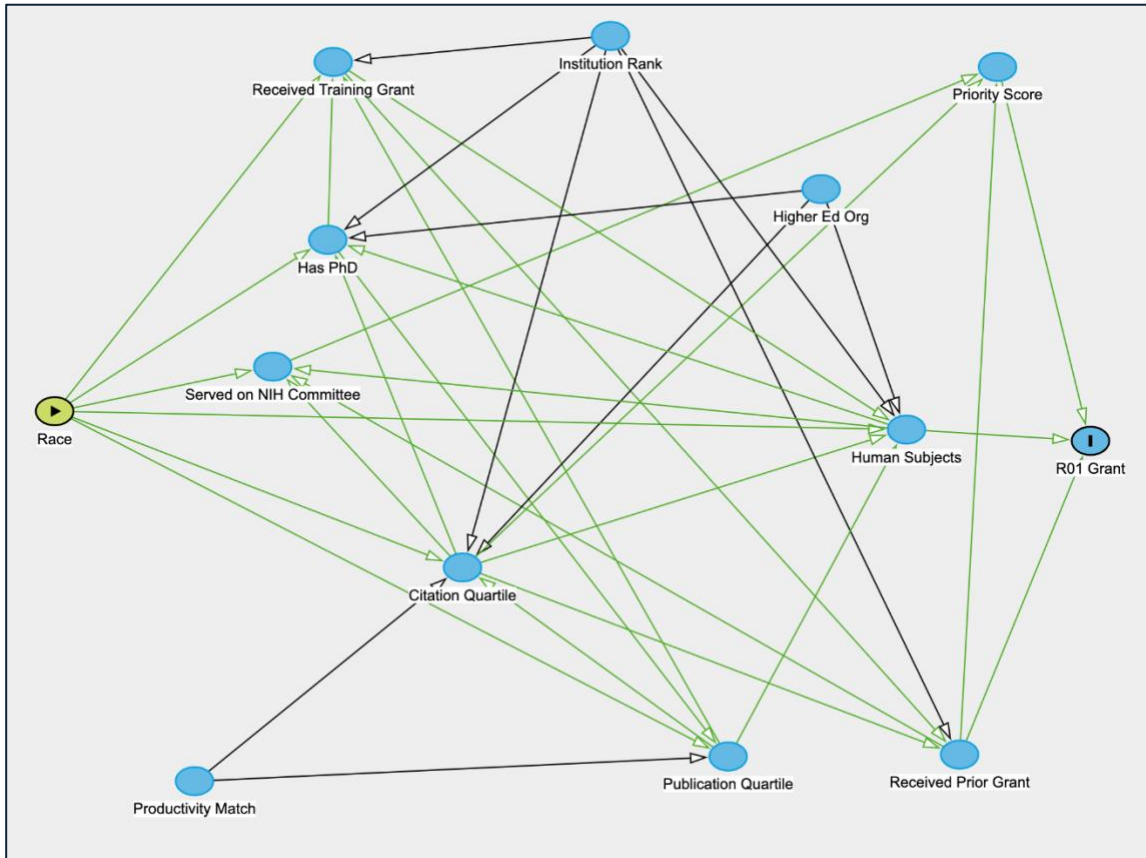 Institution Rank
Received Training Grant
Priority Score
Higher Ed Org
Has PhD
Served on NIH Committee
Race
Human Subjects
R01 Grant
Citation Quartile
Publication Quartile
Received Prior Grant
Productivity Match